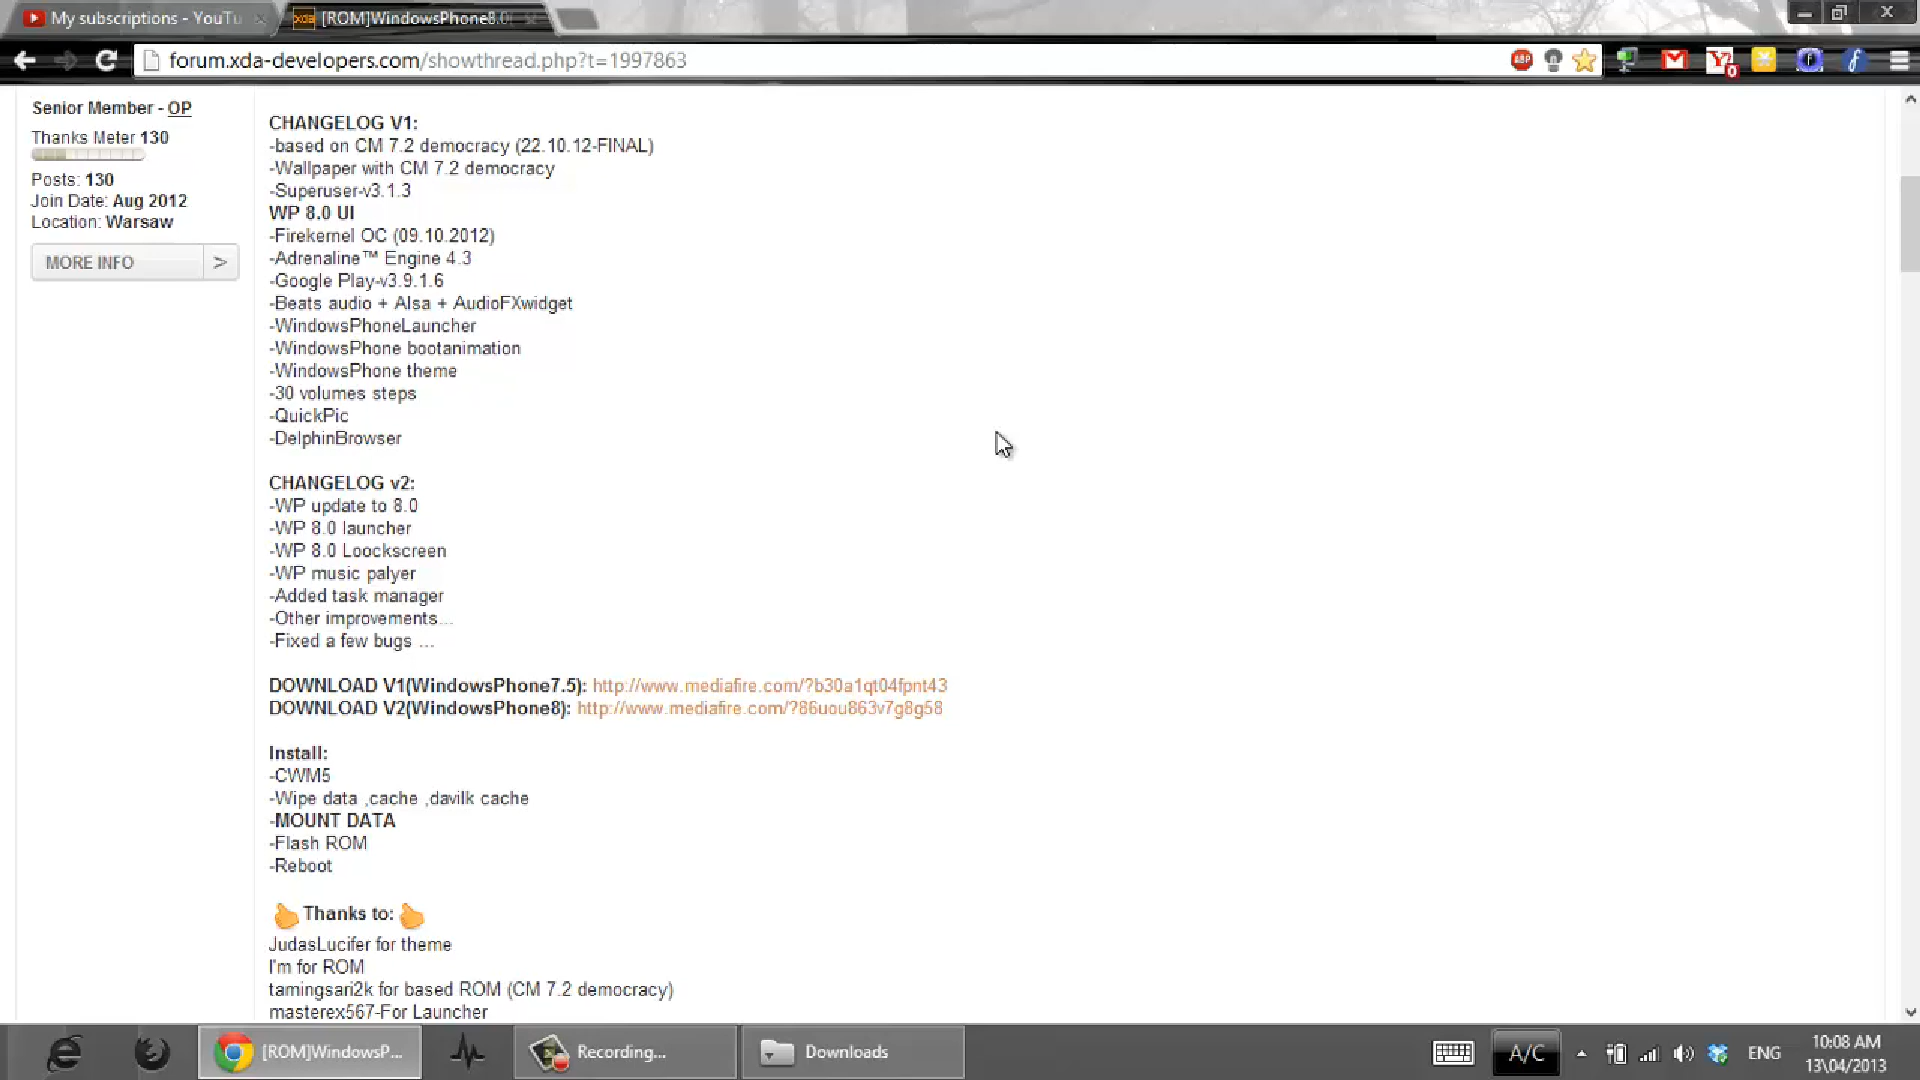 My subscriptions - YouTu
xda [ROM]WindowsPhone8.0
forum.xda-developers.com/showthread.php?t=1997863
ABP
0
Senior Member - OP
Thanks Meter 130
Posts: 130
Join Date: Aug 2012
Location: Warsaw
MORE INFO >
CHANGELOG V1:
-based on CM 7.2 democracy (22.10.12-FINAL)
-Wallpaper with CM 7.2 democracy
-Superuser-v3.1.3
WP 8.0 UI
-Firekernel OC (09.10.2012)
-Adrenaline™ Engine 4.3
-Google Play-v3.9.1.6
-Beats audio + Alsa + AudioFXwidget
-WindowsPhoneLauncher
-WindowsPhone bootanimation
-WindowsPhone theme
-30 volumes steps
-QuickPic
-DelphinBrowser
CHANGELOG v2:
-WP update to 8.0
-WP 8.0 launcher
-WP 8.0 Loockscreen
-WP music palyer
-Added task manager
-Other improvements...
-Fixed a few bugs ...
DOWNLOAD V1(WindowsPhone7.5): http://www.mediafire.com/?b30a1qt04fpnt43
DOWNLOAD V2(WindowsPhone8): http://www.mediafire.com/?86uou863v7g8g58
Install:
-CWM5
-Wipe data ,cache ,davilk cache
-MOUNT DATA
-Flash ROM
-Reboot
Thanks to:
JudasLucifer for theme
I'm for ROM
tamingsari2k for based ROM (CM 7.2 democracy)
masterex567-For Launcher
[ROM]WindowsP...
Recording...
Downloads
A/C
ENG
10:08 AM
13\04/2013